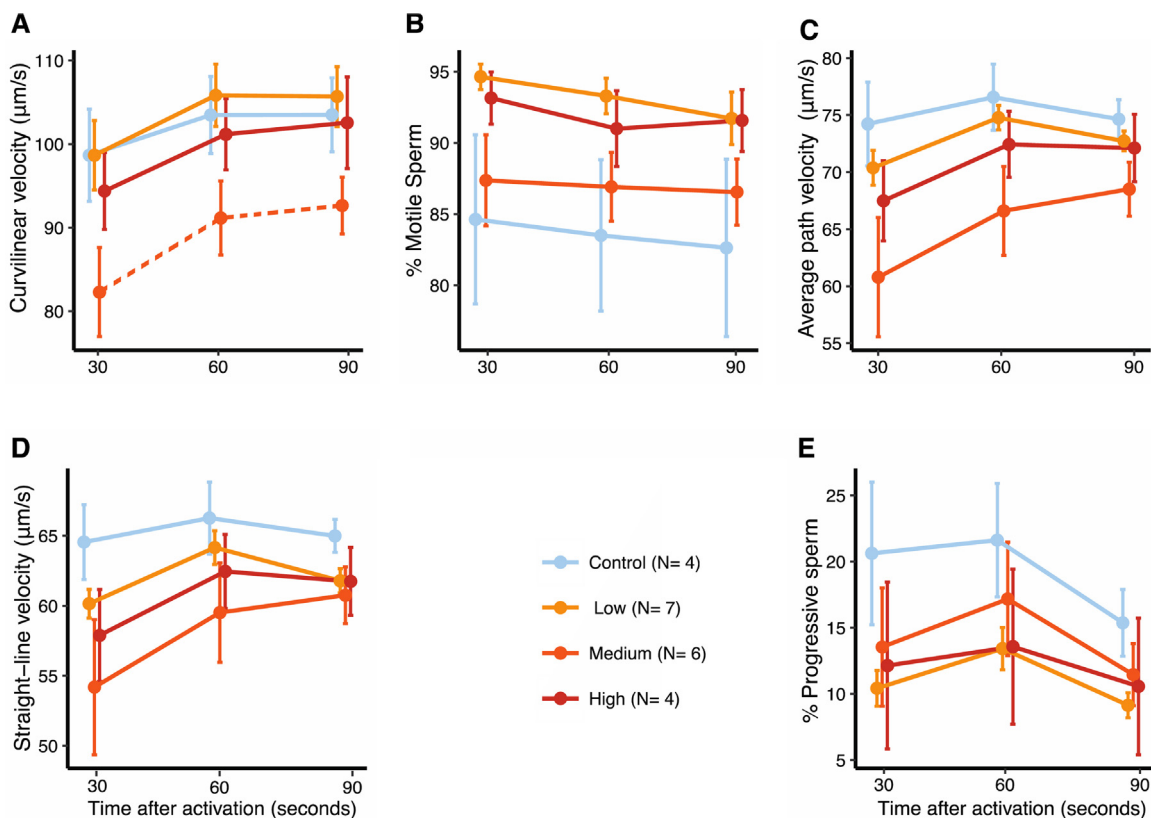 A
Curvilinear velocity (µm/s)
110
100
90
80
30
60
90
B
% Motile Sperm
95
90
85
80
30
60
90
C
Average path velocity (µm/s)
80
75
70
65
60
55
30
60
90
D
Straight–line velocity (µm/s)
65
60
55
50
30
60
90
Time after activation (seconds)
Control (N= 4)
Low (N= 7)
Medium (N= 6)
High (N= 4)
E
% Progressive sperm
25
20
15
10
5
30
60
90
Time after activation (seconds)